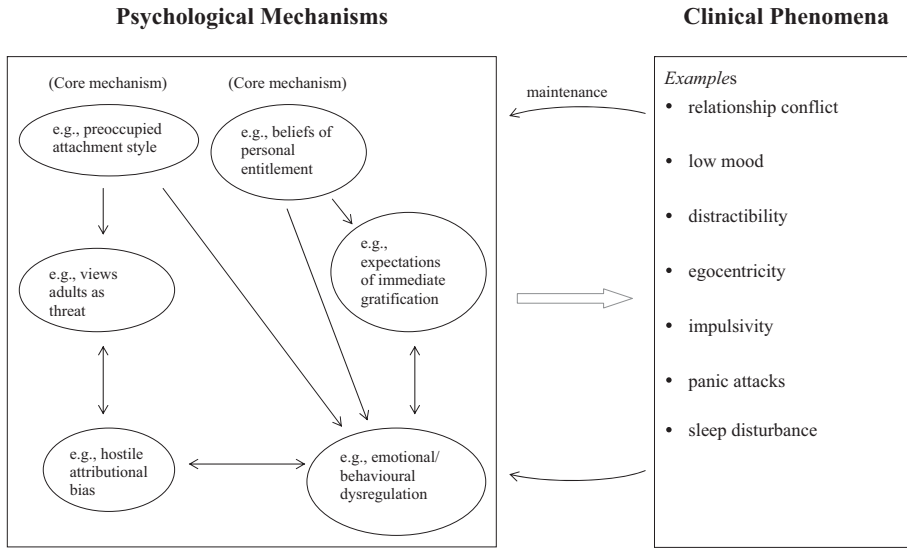 Psychological Mechanisms
Clinical Phenomena
(Core mechanism)
(Core mechanism)
e.g., preoccupied
attachment style
e.g., beliefs of
personal
entitlement
e.g., views
adults as
threat
e.g.,
expectations
of immediate
gratification
e.g., hostile
attributional
bias
e.g., emotional/
behavioural
dysregulation
maintenance
Examples
• relationship conflict
• low mood
• distractibility
• egocentricity
• impulsivity
• panic attacks
• sleep disturbance